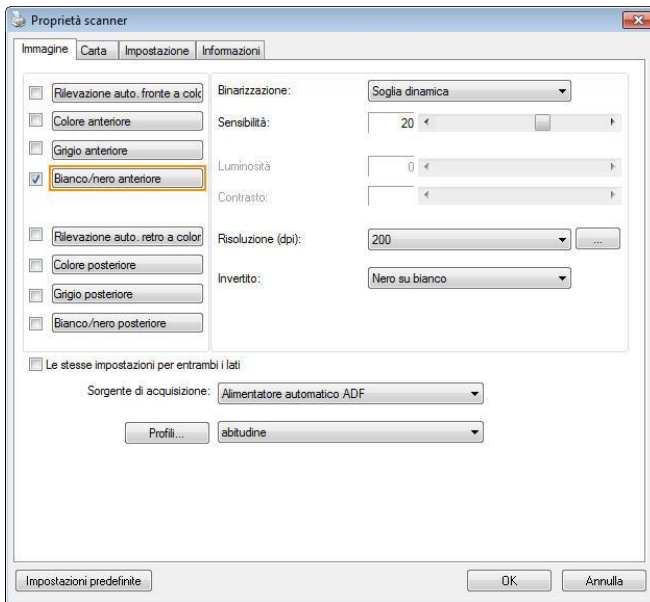 Proprietà scanner
Immagine Carta Impostazione Informazioni
Rilevazione auto. fronte a colo
Colore anteriore
Grigio anteriore
Bianco/nero anteriore
Rilevazione auto. retro a color
Colore posteriore
Grigio posteriore
Bianco/nero posteriore
Binarizzazione: Soglia dinamica
Sensibilità: 20
Luminosità 0
Contrasto:
Risoluzione (dpi): 200 ...
Invertito: Nero su bianco
Le stesse impostazioni per entrambi i lati
Sorgente di acquisizione: Alimentatore automatico ADF
Profili... abitudine
Impostazioni predefinite OK Annulla